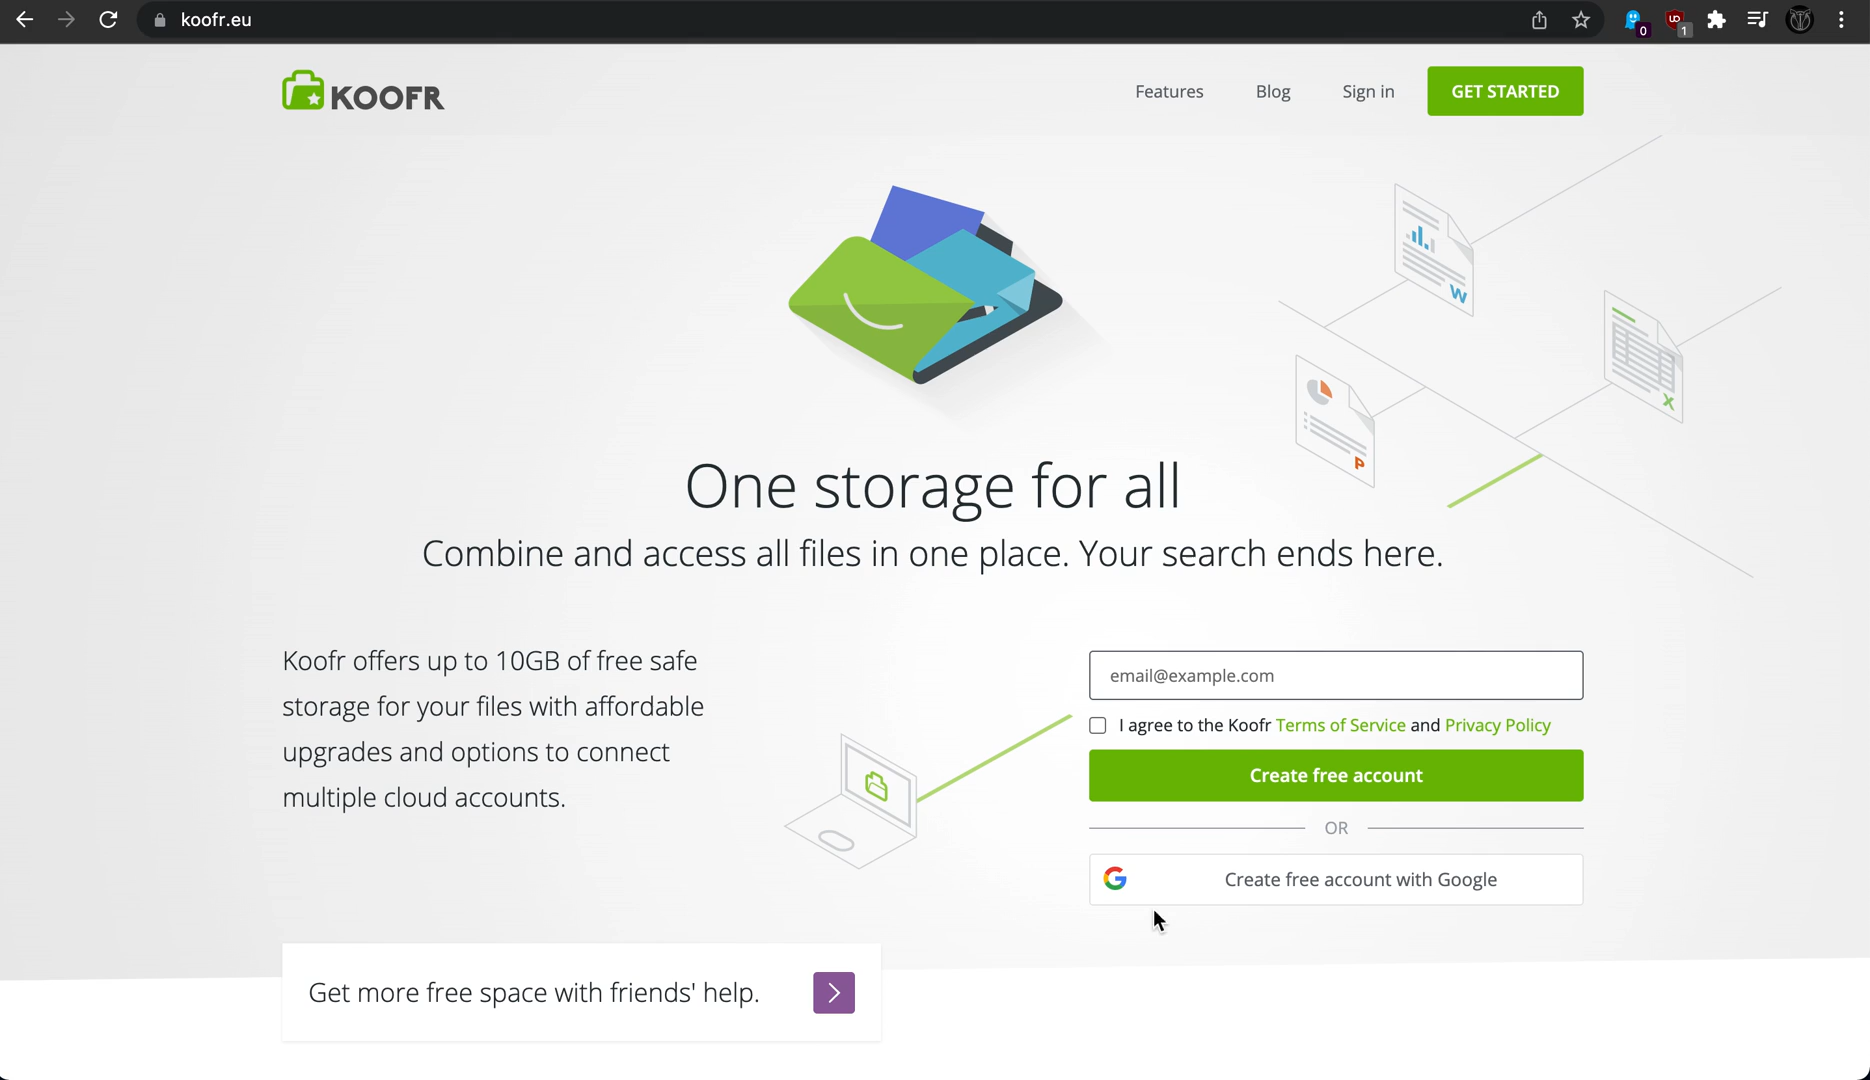 koofr.eu
0
1
KOOFR
Features
Blog
Sign in
GET STARTED
W
X
P
One storage for all
Combine and access all files in one place. Your search ends here.
Koofr offers up to 10GB of free safe
storage for your files with affordable
upgrades and options to connect
multiple cloud accounts.
email@example.com
I agree to the Koofr Terms of Service and Privacy Policy
Create free account
OR
Create free account with Google
Get more free space with friends' help.